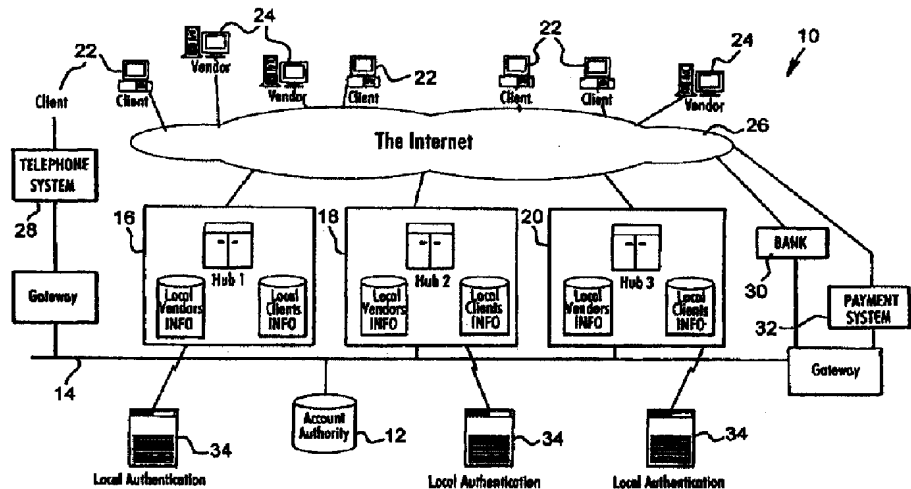 24
22
22
24
10
Vendor
22
Client
Client
Vendor
Client
Client
Client
Vendor
The Internet
26
TELEPHONE
SYSTEM
28
16
18
20
BANK
30
Hub 1
Hub 2
Hub 3
Gateway
Local
Vendors
INFO
Local
Clients
INFO
Local
Vendors
INFO
Local
Clients
INFO
Local
Vendors
INFO
Local
Clients
INFO
32
PAYMENT
SYSTEM
Gateway
14
Account
Authority
12
34
34
34
Local Authentication
Local Authentication
Local Authentication